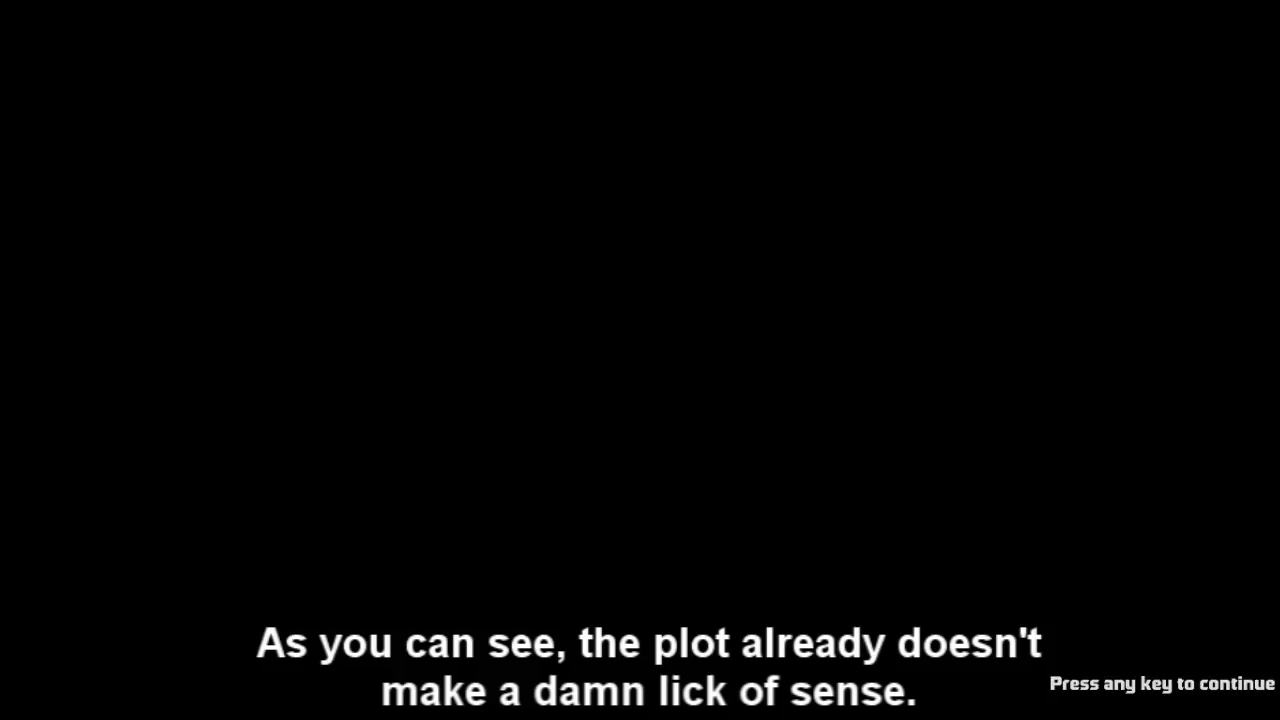 As you can see, the plot already doesn't
make a damn lick of sense.
Press any key to continue